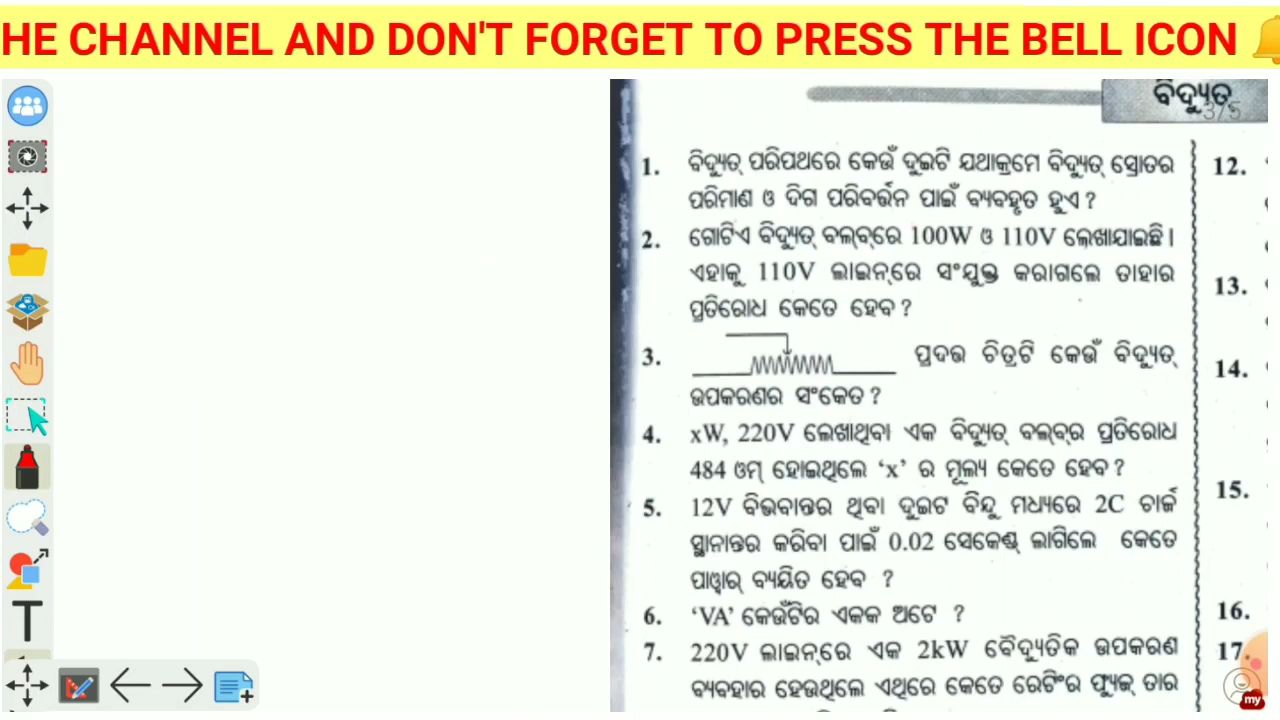 HE CHANNEL AND DON'T FORGET TO PRESS THE BELL ICON
ବିଦ୍ୟୁତ୍
3/5
1. ବିଦ୍ୟୁତ୍ ପରିପଥରେ କେଉଁ ଦୁଇଟି ଯଥାକ୍ରମେ ବିଦ୍ୟୁତ୍ ସ୍ରୋତର
ପରିମାଣ ଓ ଦିଗ ପରିବର୍ତ୍ତନ ପାଇଁ ବ୍ୟବହୃତ ହୁଏ ?
2. ଗୋଟିଏ ବିଦ୍ୟୁତ୍ ବଲ୍‌ବ୍‌ରେ 100W ଓ 110V ଲେଖାଯାଇଛି ।
ଏହାକୁ 110V ଲାଇନ୍‌ରେ ସଂଯୁକ୍ତ କରାଗଲେ ତାହାର
ପ୍ରତିରୋଧ କେତେ ହେବ ?
3. ପ୍ରଦତ୍ତ ଚିତ୍ରଟି କେଉଁ ବିଦ୍ୟୁତ୍
ଉପକରଣର ସଂକେତ ?
4. xW, 220V ଲେଖାଥିବା ଏକ ବିଦ୍ୟୁତ୍ ବଲ୍‌ବ୍‌ର ପ୍ରତିରୋଧ
484 ଓମ୍ ହୋଇଥିଲେ ‘x’ ର ମୂଲ୍ୟ କେତେ ହେବ ?
5. 12V ବିଭବାନ୍ତର ଥିବା ଦୁଇଟ ବିନ୍ଦୁ ମଧ୍ୟରେ 2C ଚାର୍ଜ
ସ୍ଥାନାନ୍ତର କରିବା ପାଇଁ 0.02 ସେକେଣ୍ଡ୍ ଲାଗିଲେ କେତେ
ପାଓ୍ବାର୍ ବ୍ୟୟିତ ହେବ ?
6. ‘VA’ କେଉଁଟିର ଏକକ ଅଟେ ?
7. 220V ଲାଇନ୍‌ରେ ଏକ 2kW ବୈଦ୍ୟୁତିକ ଉପକରଣ
ବ୍ୟବହାର ହେଉଥିଲେ ଏଥିରେ କେତେ ରେଟିଂର ଫ୍ୟୁଜ୍ ତାର
12.
13.
14.
15.
16.
17.
T
my